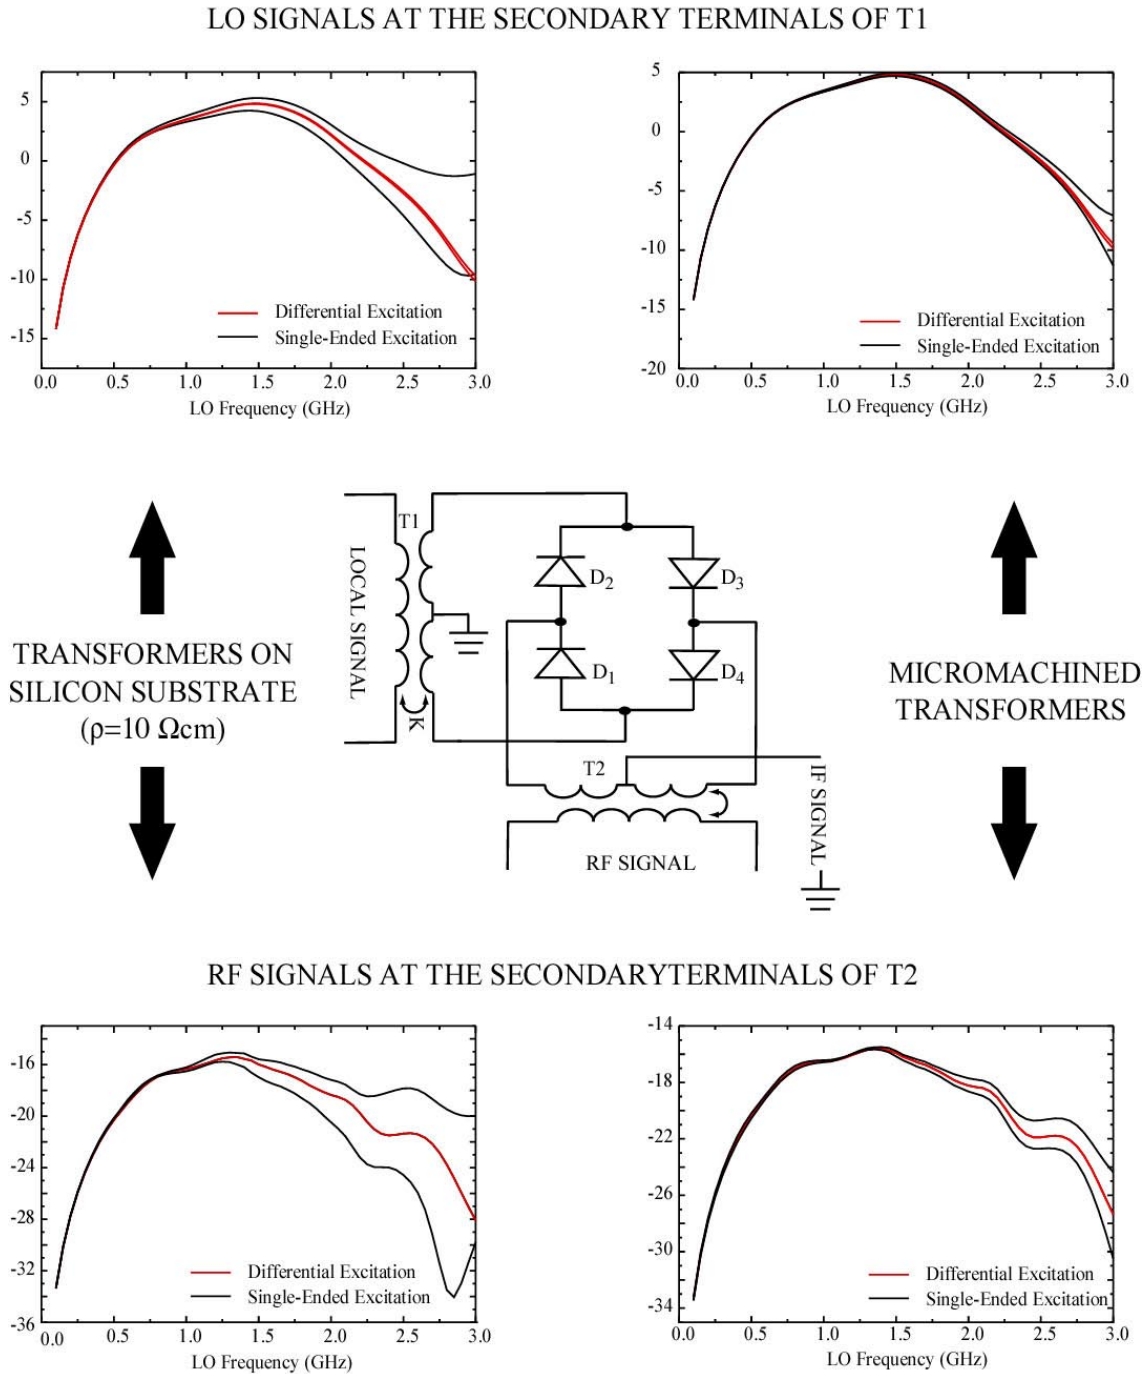 LO SIGNALS AT THE SECONDARY TERMINALS OF T1
5
0
-5
-10
-15
Differential Excitation
Single-Ended Excitation
0.0 0.5 1.0 1.5 2.0 2.5 3.0
LO Frequency (GHz)
5
0
-5
-10
-15
-20
Differential Excitation
Single-Ended Excitation
0.0 0.5 1.0 1.5 2.0 2.5 3.0
LO Frequency (GHz)
TRANSFORMERS ON
SILICON SUBSTRATE
(ρ=10 Ωcm)
LOCAL SIGNAL
T1
K
D2
D3
D1
D4
T2
RF SIGNAL
IF SIGNAL
MICROMACHINED
TRANSFORMERS
RF SIGNALS AT THE SECONDARYTERMINALS OF T2
-16
-20
-24
-28
-32
-36
Differential Excitation
Single-Ended Excitation
0.0 0.5 1.0 1.5 2.0 2.5 3.0
LO Frequency (GHz)
-14
-18
-22
-26
-30
-34
Differential Excitation
Single-Ended Excitation
0.0 0.5 1.0 1.5 2.0 2.5 3.0
LO Frequency (GHz)